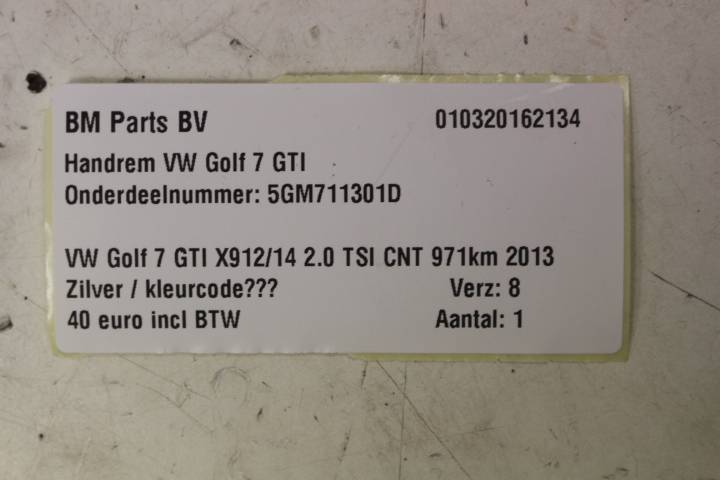 BM Parts BV 010320162134
Handrem VW Golf 7 GTI
Onderdeelnummer: 5GM711301D
VW Golf 7 GTI X912/14 2.0 TSI CNT 971km 2013
Zilver / kleurcode??? Verz: 8
40 euro incl BTW Aantal: 1